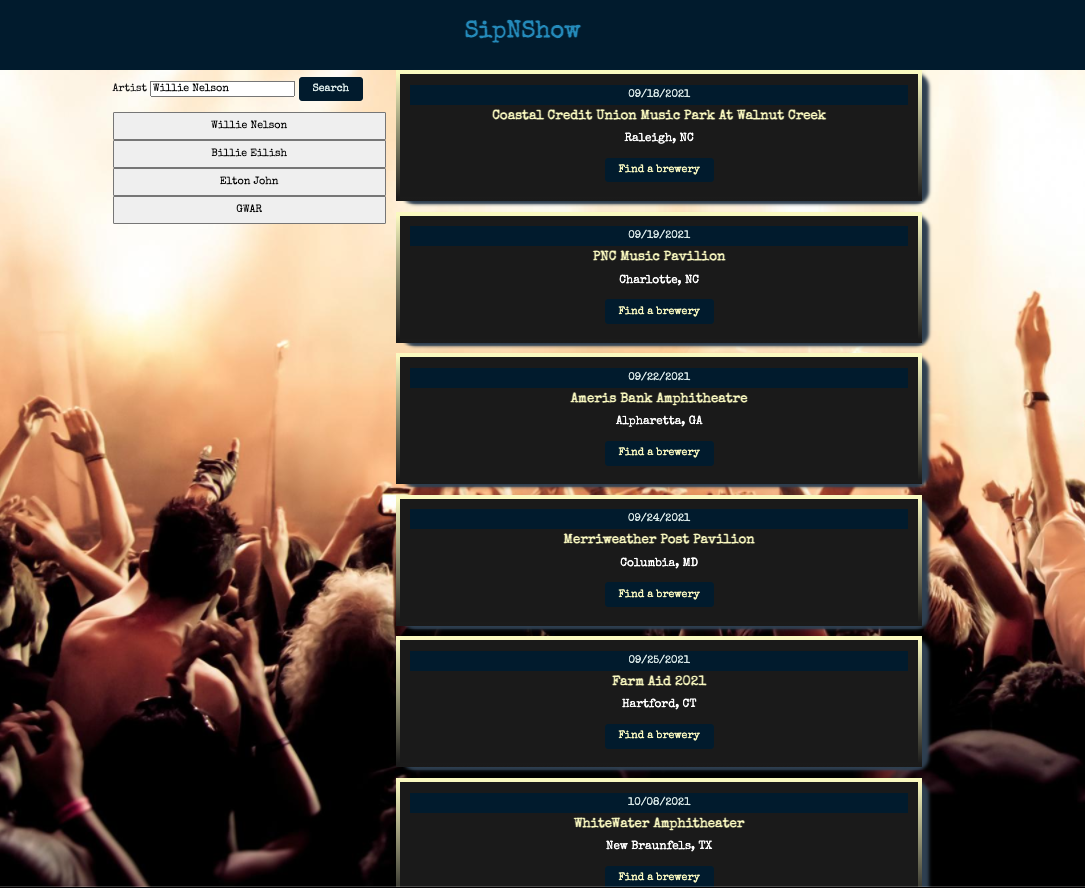 SipNShow
Artist Willie Nelson Search
Willie Nelson
Billie Eilish
Elton John
GWAR
09/18/2021
Coastal Credit Union Music Park At Walnut Creek
Raleigh, NC
Find a brewery
09/19/2021
PNC Music Pavilion
Charlotte, NC
Find a brewery
09/22/2021
Ameris Bank Amphitheatre
Alpharetta, GA
Find a brewery
09/24/2021
Merriweather Post Pavilion
Columbia, MD
Find a brewery
09/25/2021
Farm Aid 2021
Hartford, CT
Find a brewery
10/08/2021
WhiteWater Amphitheater
New Braunfels, TX
Find a brewery